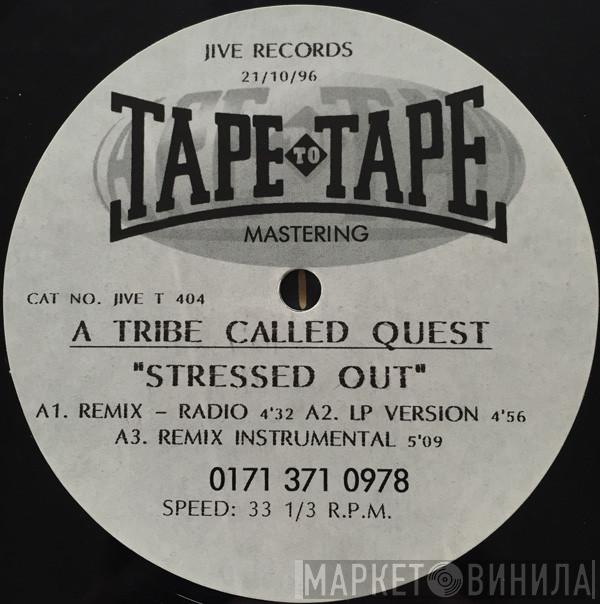 JIVE RECORDS
21/10/96
TAPE TO TAPE
MASTERING
CAT NO. JIVE T 404
A TRIBE CALLED QUEST
"STRESSED OUT"
A1. REMIX - RADIO 4'32 A2. LP VERSION 4'56
A3. REMIX INSTRUMENTAL 5'09
0171 371 0978
SPEED: 33 1/3 R.P.M.
МАРКЕТ ВИНИЛА